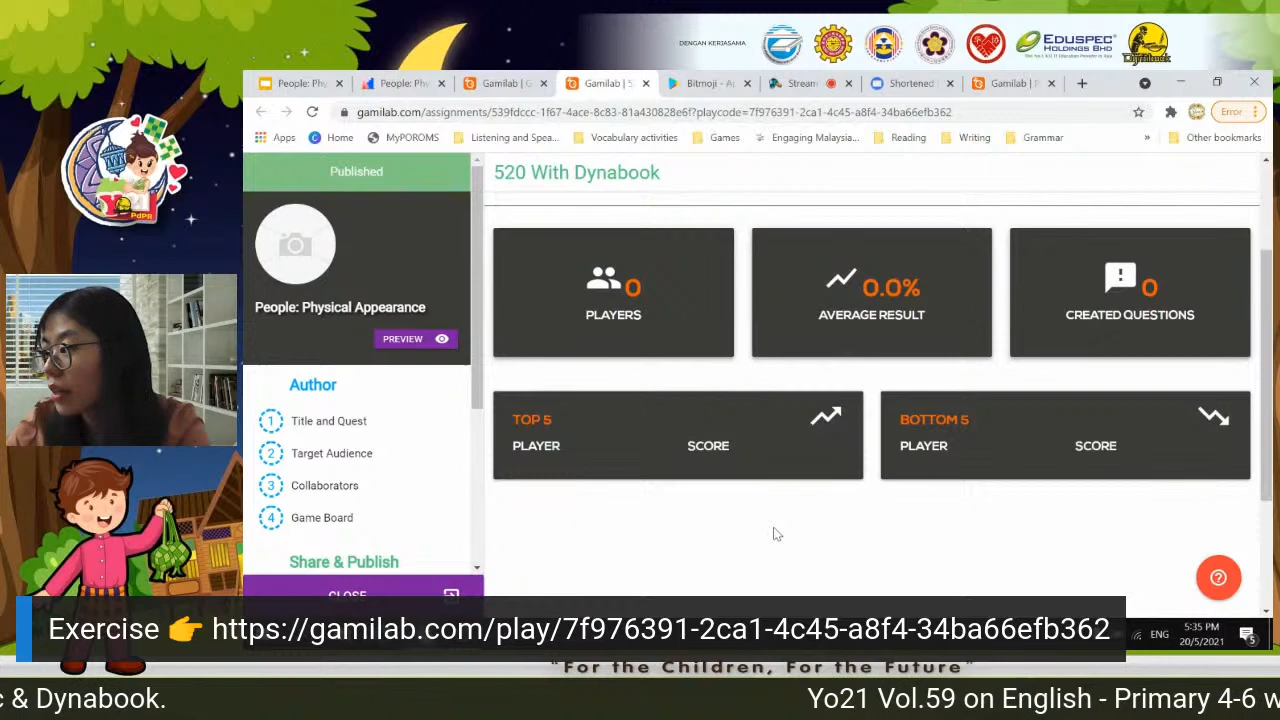 DENGAN KERJASAMA
EDUSPEC
HOLDINGS BHD
Dynabook
People: Phy
People: Phy
Gamilab | G
Gamilab | 5
Bitmoji - A
Stream
Shortened
Gamilab | P
gamilab.com/assignments/539fdccc-1f67-4ace-8c83-81a430828e6f?playcode=7f976391-2ca1-4c45-a8f4-34ba66efb362
Error
Apps
Home
MyPOROMS
Listening and Spea...
Vocabulary activities
Games
Engaging Malaysia...
Reading
Writing
Grammar
»
Other bookmarks
Published
520 With Dynabook
People: Physical Appearance
PREVIEW
0
PLAYERS
0.0%
AVERAGE RESULT
0
CREATED QUESTIONS
Author
1 Title and Quest
2 Target Audience
3 Collaborators
4 Game Board
Share & Publish
CLOSE
TOP 5
PLAYER SCORE
BOTTOM 5
PLAYER SCORE
PdPR
Exercise 👉 https://gamilab.com/play/7f976391-2ca1-4c45-a8f4-34ba66efb362
ENG
5:35 PM
20/5/2021
5
"For the Children, For the Future"
c & Dynabook.
Yo21 Vol.59 on English - Primary 4-6 w